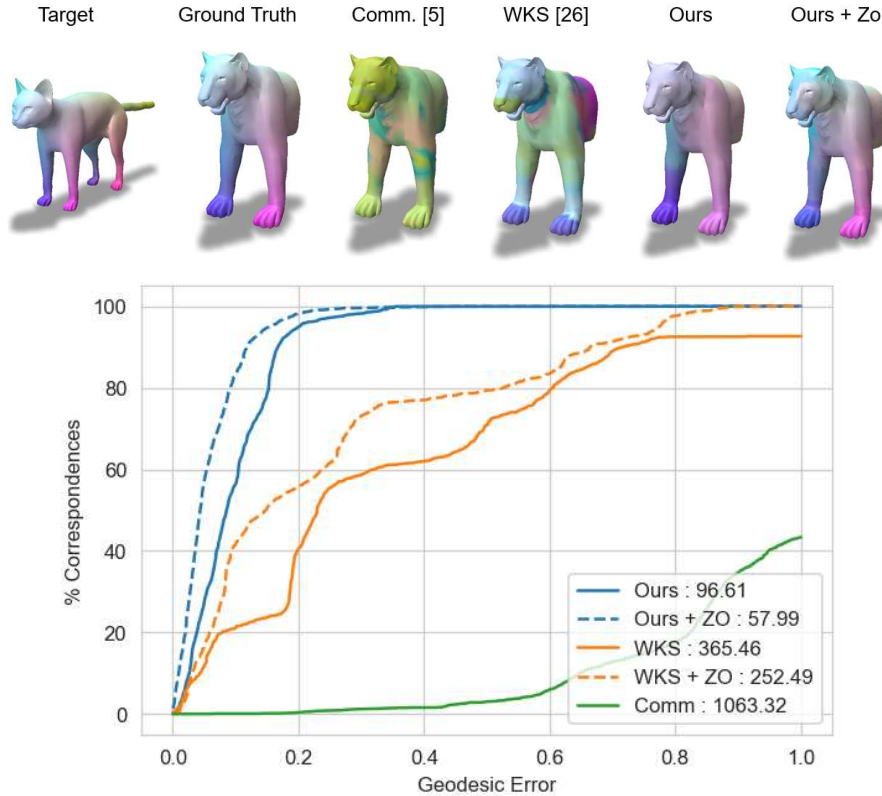 Target Ground Truth Comm. [5] WKS [26] Ours Ours + Zo
100
80
60
40
20
0
% Correspondences
Ours : 96.61
Ours + ZO : 57.99
WKS : 365.46
WKS + ZO : 252.49
Comm : 1063.32
0.0 0.2 0.4 0.6 0.8 1.0
Geodesic Error